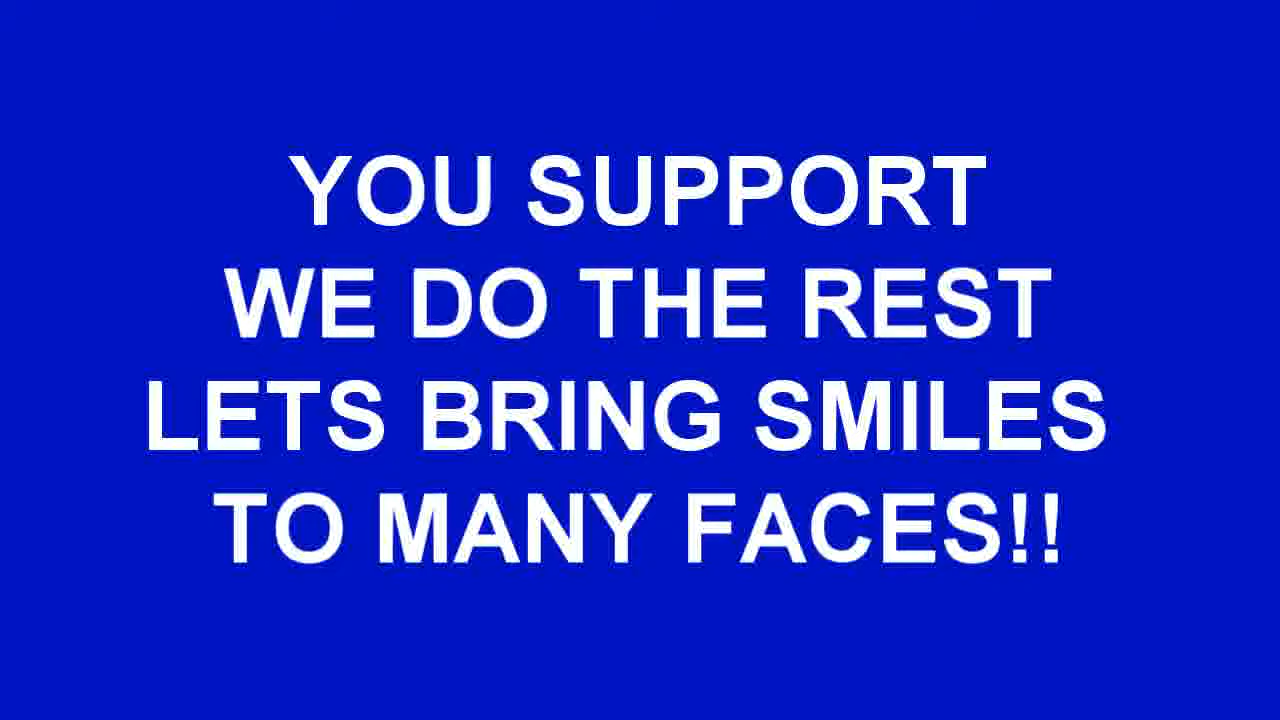 YOU SUPPORT
WE DO THE REST
LETS BRING SMILES
TO MANY FACES!!